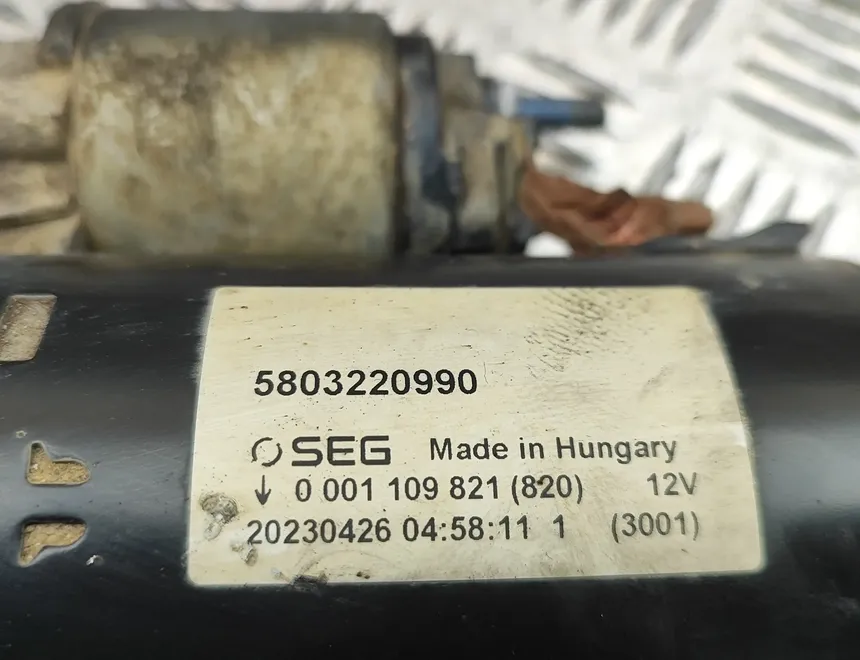 5803220990
SEG Made in Hungary
↓ 0 001 109 821 (820) 12V
20230426 04:58:11 1 (3001)